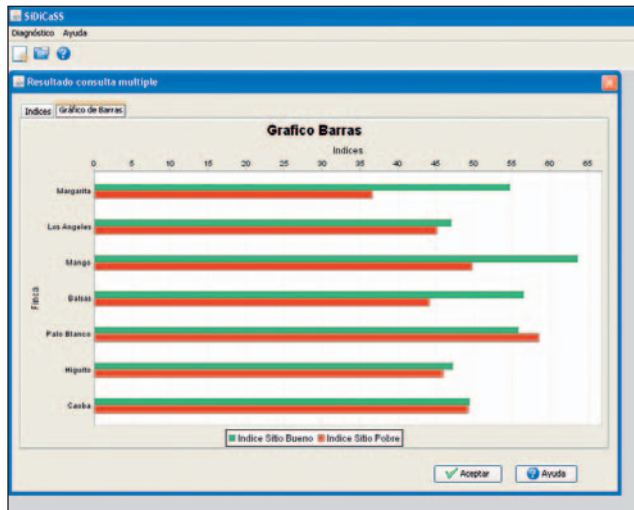 SiDiCaSS
Diagnóstico Ayuda
Resultado consulta multiple
Indices Gráfico de Barras
Grafico Barras
Indices
0 5 10 15 20 25 30 35 40 45 50 55 60 65
Margarita
Los Angeles
Mango
Finca
Balsas
Palo Blanco
Higuito
Caoba
Indice Sitio Bueno Indice Sitio Pobre
Aceptar Ayuda